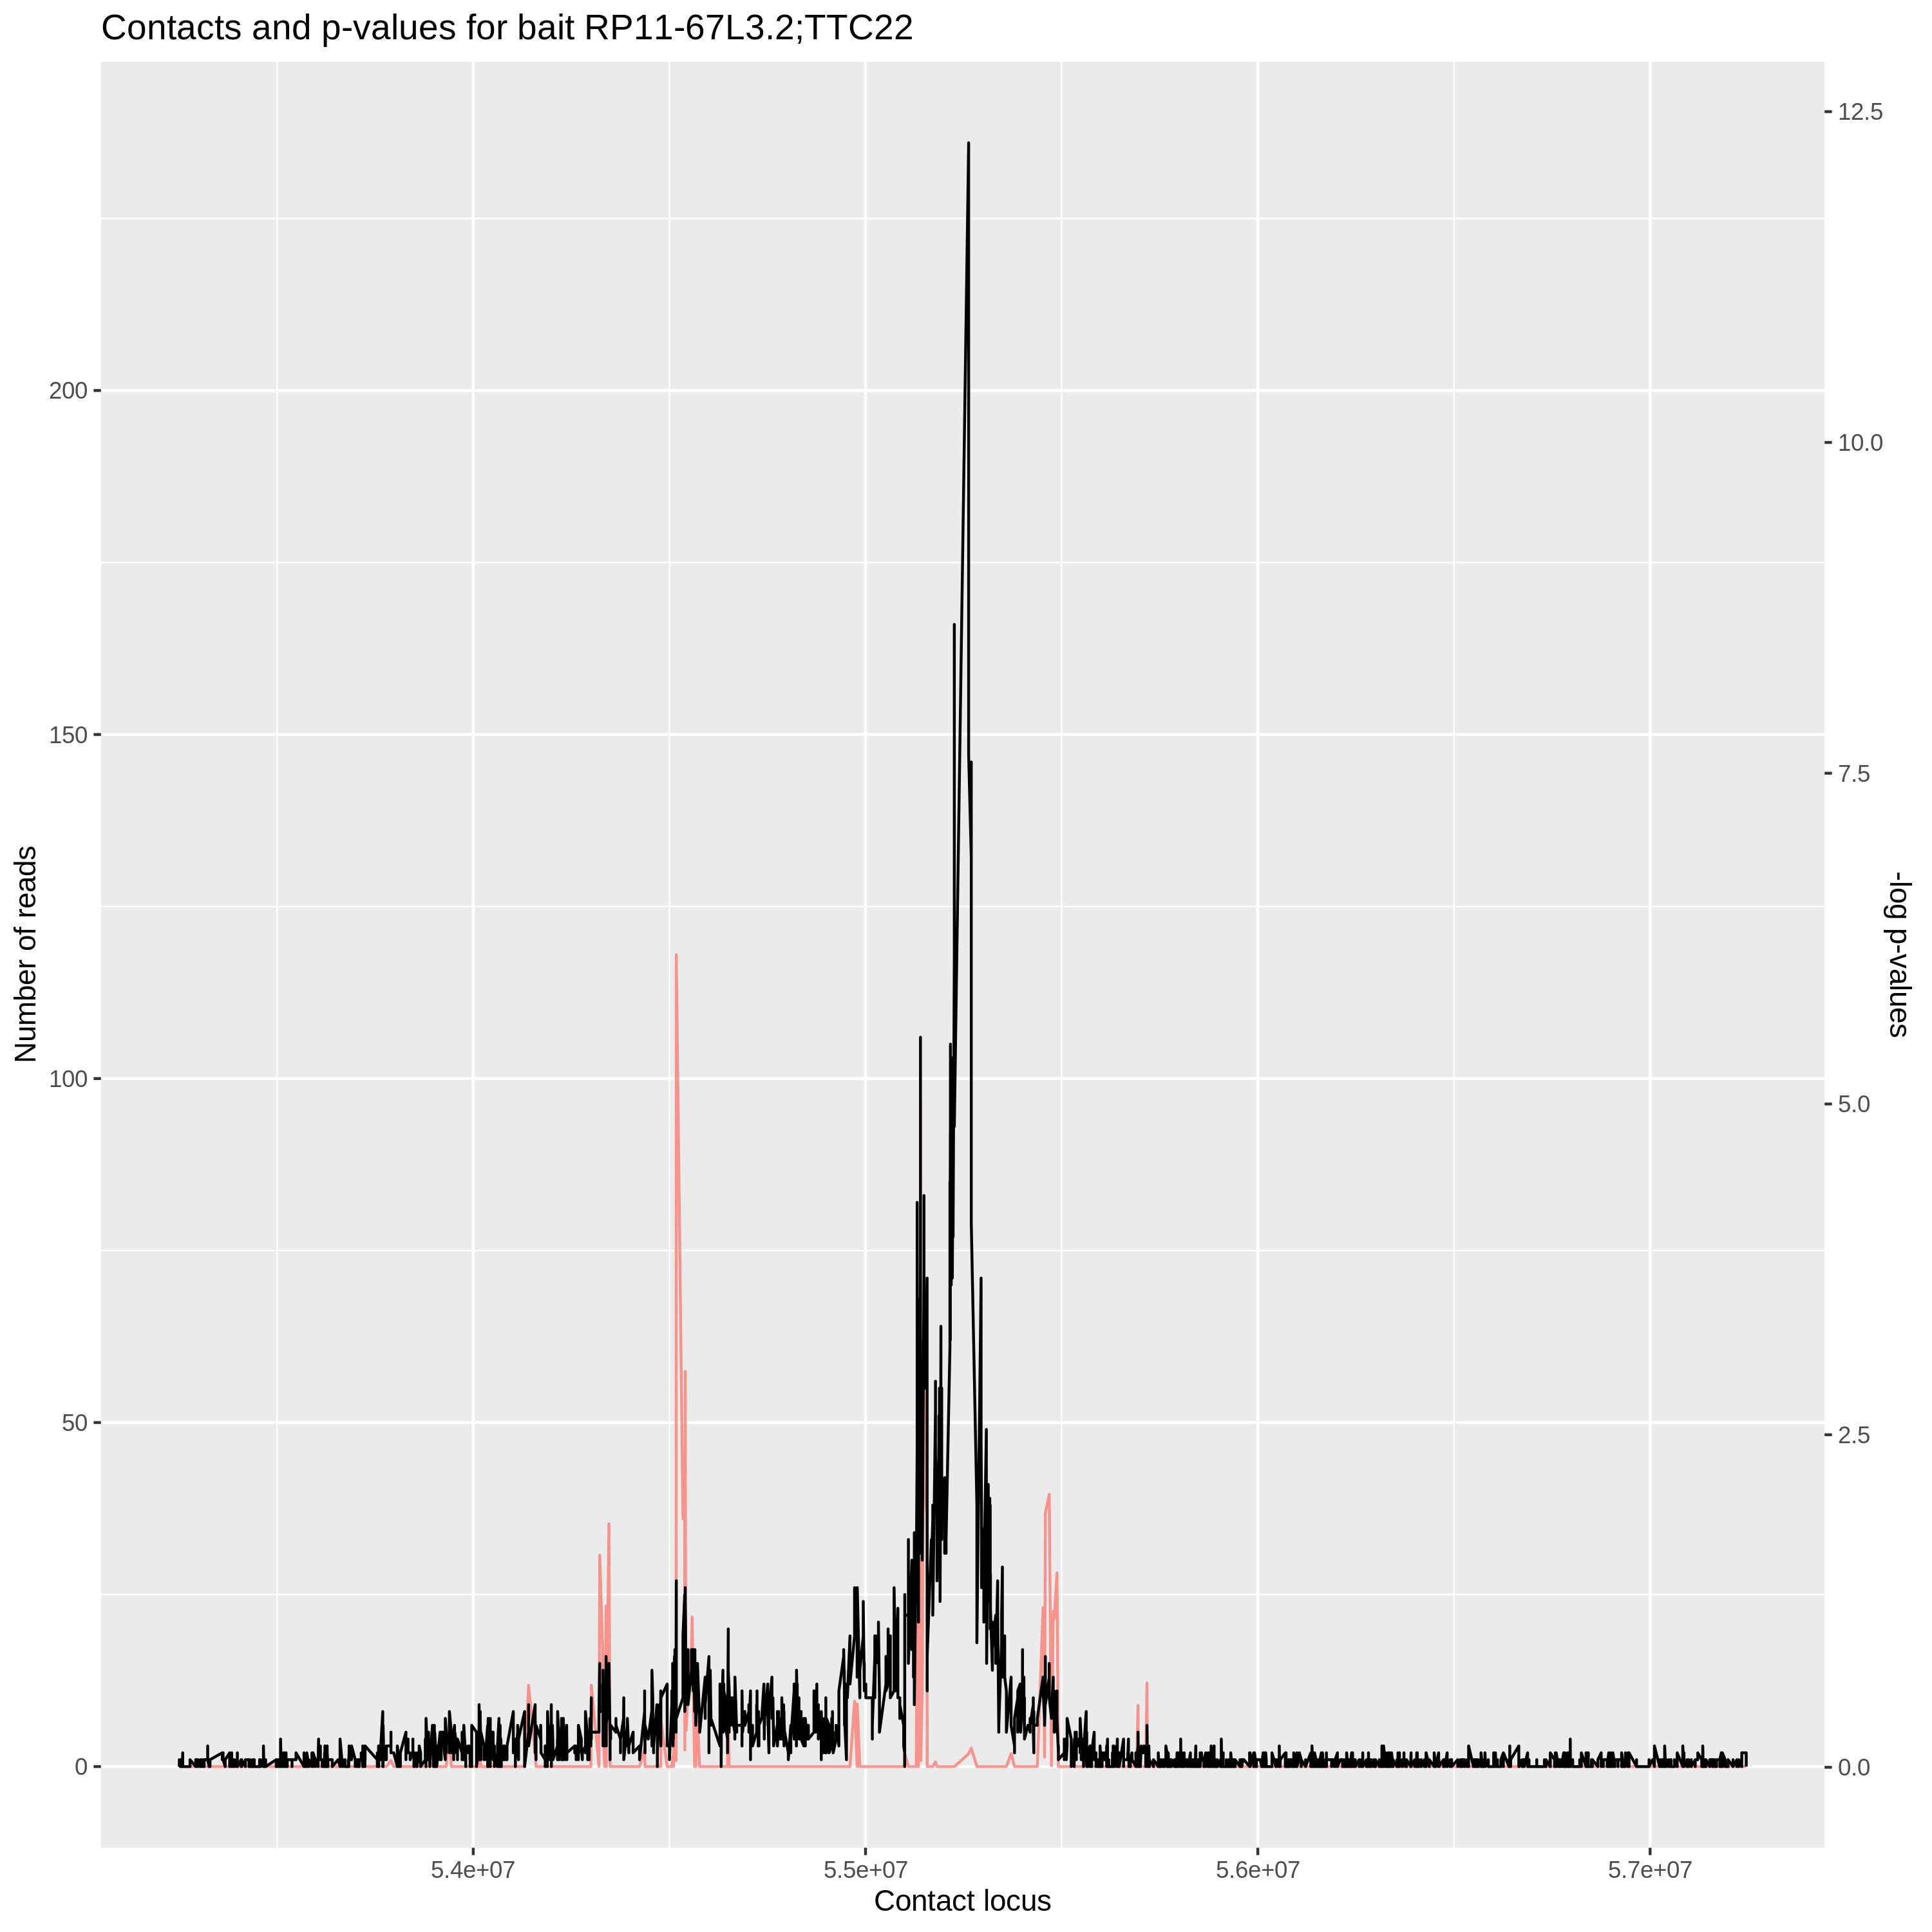 Contacts and p-values for bait RP11-67L3.2;TTC22
Number of reads
200
150
100
50
0
12.5
10.0
7.5
5.0
2.5
0.0
-log p-values
5.4e+07
5.5e+07
5.6e+07
5.7e+07
Contact locus